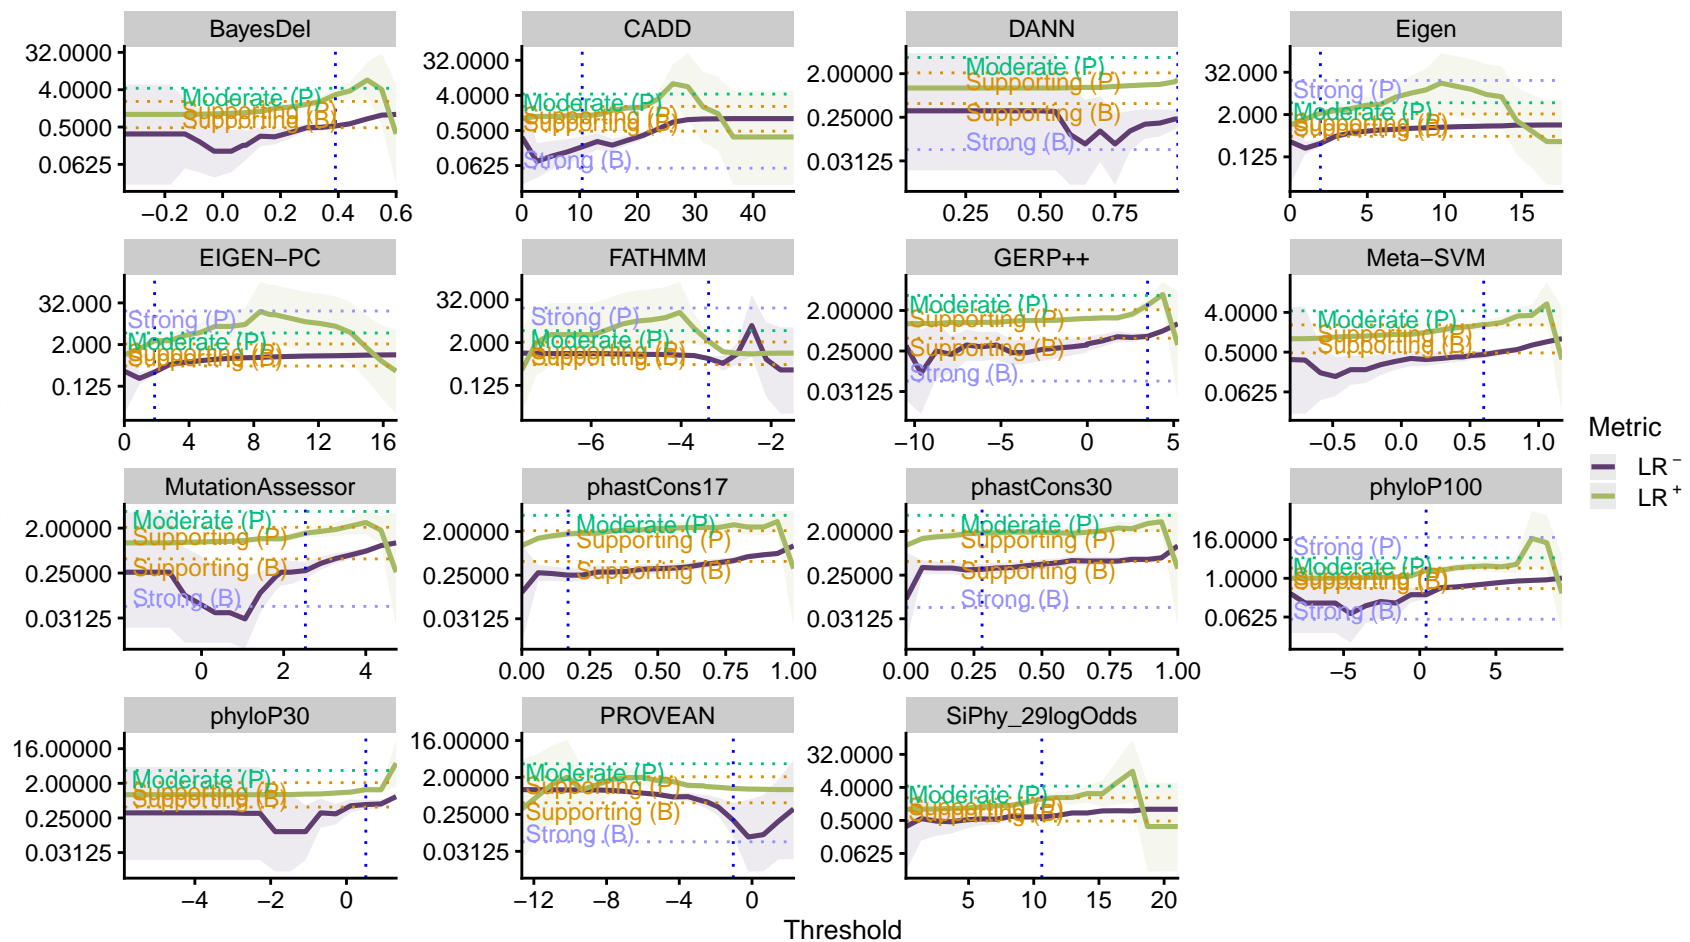 BayesDel
32.0000
4.0000
0.5000
0.0625
Moderate (P)
Supporting (P)
Supporting (B)
−0.2 0.0 0.2 0.4 0.6
CADD
32.0000
4.0000
0.5000
0.0625
Moderate (P)
Supporting (P)
Supporting (B)
Strong (B)
0 10 20 30 40
DANN
2.00000
0.25000
0.03125
Moderate (P)
Supporting (P)
Supporting (B)
Strong (B)
0.25 0.50 0.75
Eigen
32.000
2.000
0.125
Strong (P)
Moderate (P)
Supporting (P)
Supporting (B)
0 5 10 15
EIGEN−PC
32.000
2.000
0.125
Strong (P)
Moderate (P)
Supporting (P)
Supporting (B)
0 4 8 12 16
FATHMM
32.000
2.000
0.125
Strong (P)
Moderate (P)
Supporting (P)
Supporting (B)
−6 −4 −2
GERP++
2.00000
0.25000
0.03125
Moderate (P)
Supporting (P)
Supporting (B)
Strong (B)
−10 −5 0 5
Meta−SVM
4.0000
0.5000
0.0625
Moderate (P)
Supporting (P)
Supporting (B)
−0.5 0.0 0.5 1.0
MutationAssessor
2.00000
0.25000
0.03125
Moderate (P)
Supporting (P)
Supporting (B)
Strong (B)
0 2 4
phastCons17
2.00000
0.25000
0.03125
Moderate (P)
Supporting (P)
Supporting (B)
0.00 0.25 0.50 0.75 1.00
phastCons30
2.00000
0.25000
0.03125
Moderate (P)
Supporting (P)
Supporting (B)
Strong (B)
0.00 0.25 0.50 0.75 1.00
phyloP100
16.0000
1.0000
0.0625
Strong (P)
Moderate (P)
Supporting (P)
Supporting (B)
Strong (B)
−5 0 5
phyloP30
16.00000
2.00000
0.25000
0.03125
Moderate (P)
Supporting (P)
Supporting (B)
−4 −2 0
PROVEAN
16.00000
2.00000
0.25000
0.03125
Moderate (P)
Supporting (P)
Supporting (B)
Strong (B)
−12 −8 −4 0
SiPhy_29logOdds
32.0000
4.0000
0.5000
0.0625
Moderate (P)
Supporting (P)
Supporting (B)
5 10 15 20
Threshold
Metric
LR⁻
LR⁺